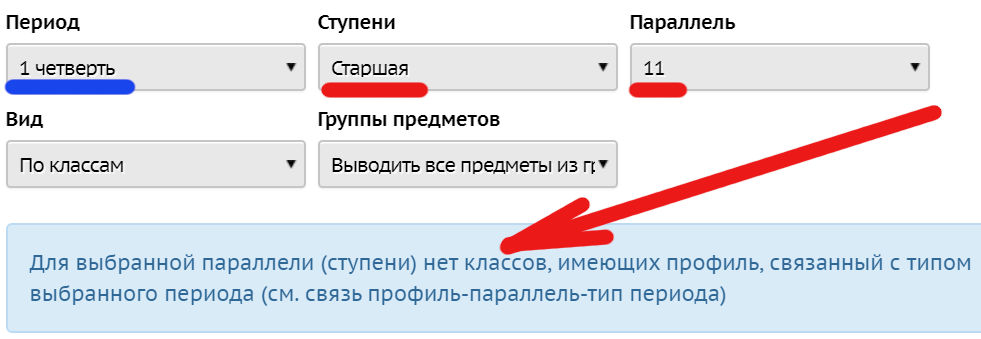 Период Ступени Параллель
1 четверть Старшая 11
Вид Группы предметов
По классам Выводить все предметы из гр
Для выбранной параллели (ступени) нет классов, имеющих профиль, связанный с типом
выбранного периода (см. связь профиль-параллель-тип периода)